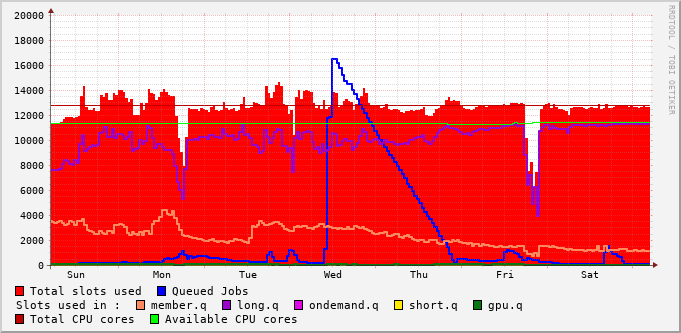 20000
18000
16000
14000
12000
10000
8000
6000
4000
2000
0
Sun Mon Tue Wed Thu Fri Sat
RRDTOOL / TOBI OETIKER
Total slots used Queued Jobs
Slots used in : member.q long.q ondemand.q short.q gpu.q
Total CPU cores Available CPU cores